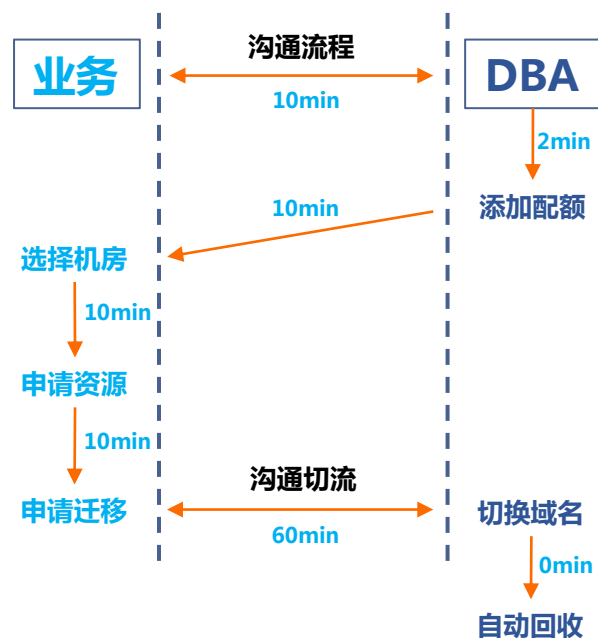 沟通流程
业务
DBA
10min
2min
10min
添加配额
选择机房
10min
申请资源
10min
沟通切流
申请迁移
切换域名
60min
0min
自动回收